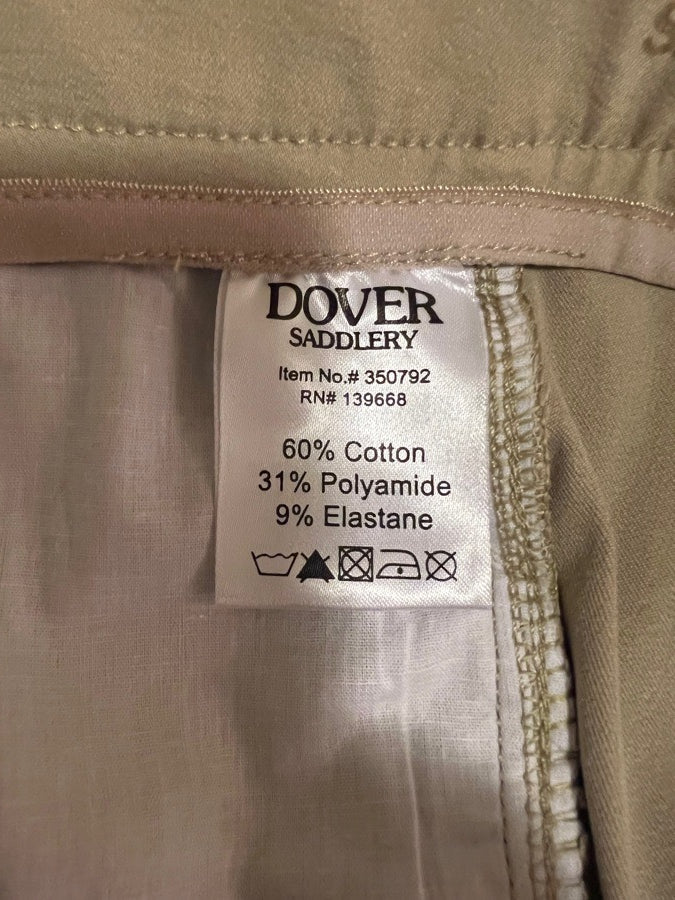 DOVER
SADDLERY
Item No.# 350792
RN# 139668
60% Cotton
31% Polyamide
9% Elastane